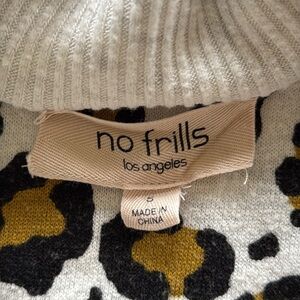 no frills
los angeles
S
MADE IN
CHINA